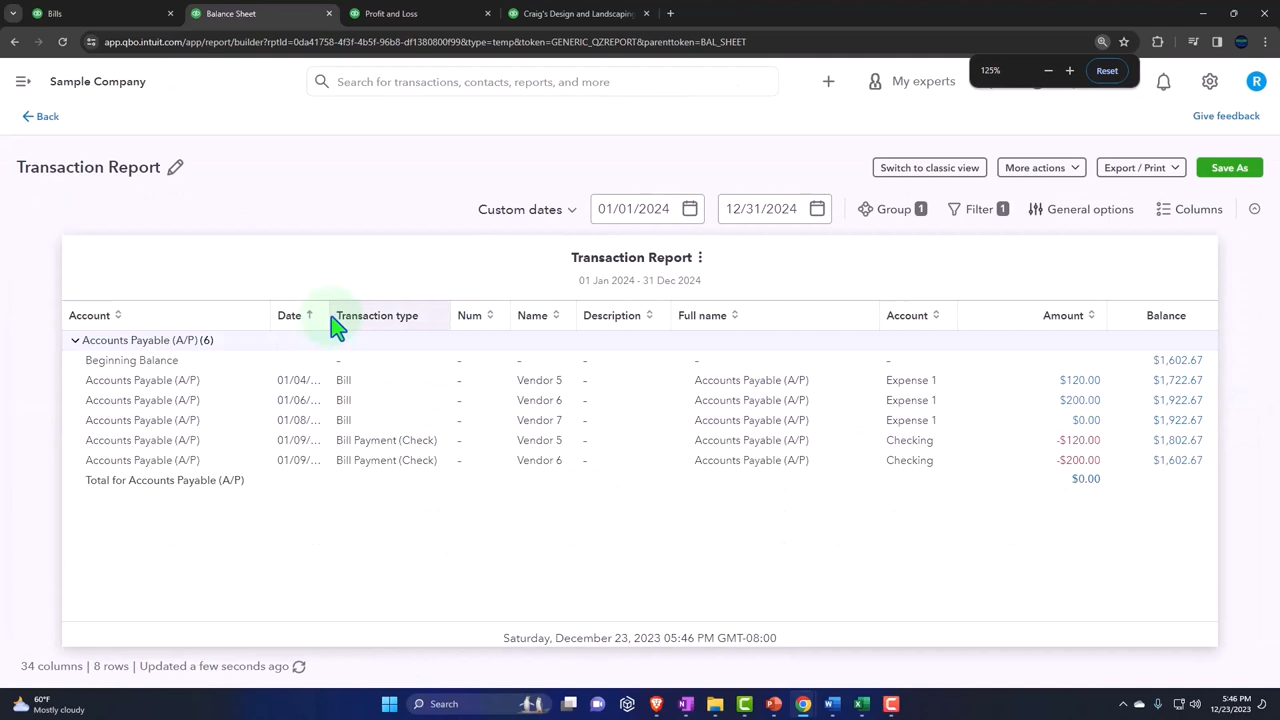 Bills
Balance Sheet
Profit and Loss
Craig's Design and Landscaping
app.qbo.intuit.com/app/report/builder?rptId=0da41758-4f3f-4b5f-96b8-df1380800f99&type=temp&token=GENERIC_QZREPORT&parenttoken=BAL_SHEET
Sample Company
Search for transactions, contacts, reports, and more
My experts
125%
Reset
R
Back
Give feedback
Transaction Report
Switch to classic view
More actions
Export / Print
Save As
Custom dates
01/01/2024
12/31/2024
Group 1
Filter 1
General options
Columns
Transaction Report
01 Jan 2024 - 31 Dec 2024
Account Date Transaction type Num Name Description Full name Account Amount Balance
Accounts Payable (A/P) (6)
Beginning Balance - - - - - - $1,602.67
Accounts Payable (A/P) 01/04/... Bill - Vendor 5 - Accounts Payable (A/P) Expense 1 $120.00 $1,722.67
Accounts Payable (A/P) 01/06/... Bill - Vendor 6 - Accounts Payable (A/P) Expense 1 $200.00 $1,922.67
Accounts Payable (A/P) 01/08/... Bill - Vendor 7 - Accounts Payable (A/P) Expense 1 $0.00 $1,922.67
Accounts Payable (A/P) 01/09/... Bill Payment (Check) - Vendor 5 - Accounts Payable (A/P) Checking -$120.00 $1,802.67
Accounts Payable (A/P) 01/09/... Bill Payment (Check) - Vendor 6 - Accounts Payable (A/P) Checking -$200.00 $1,602.67
Total for Accounts Payable (A/P) $0.00
Saturday, December 23, 2023 05:46 PM GMT-08:00
34 columns | 8 rows | Updated a few seconds ago
60°F
Mostly cloudy
Search
5:46 PM
12/23/2023